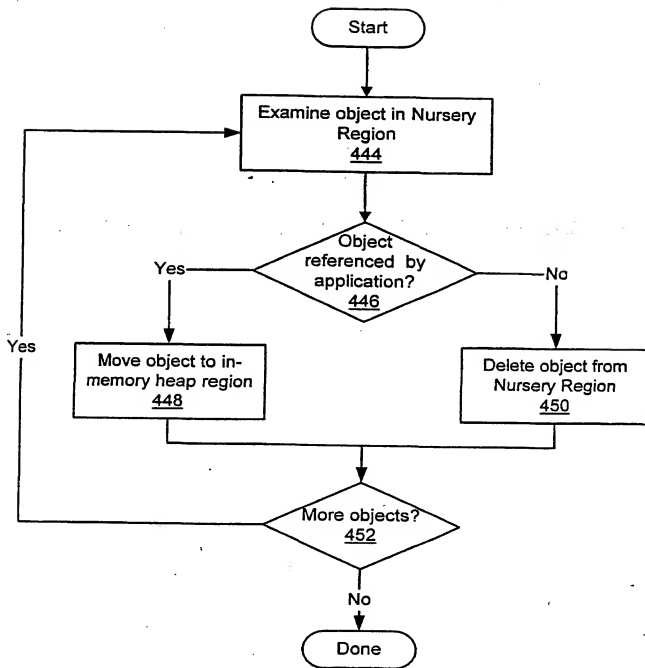 Start
Examine object in Nursery
Region
444
Object
referenced by
application?
446
Yes
No
Yes
Move object to in-
memory heap region
448
Delete object from
Nursery Region
450
More objects?
452
No
Done